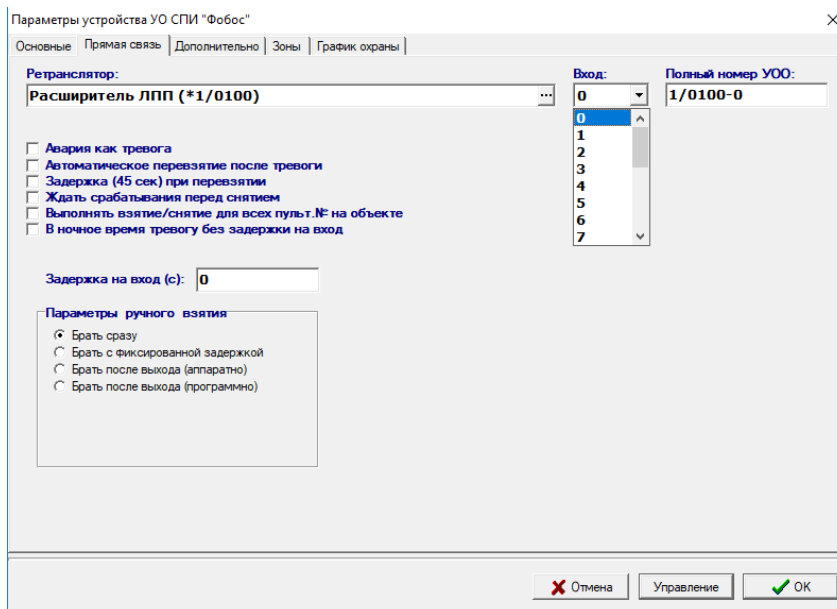 Параметры устройства УО СПИ "Фобос"
Основные Прямая связь Дополнительно Зоны График охраны
Ретранслятор: Вход: Полный номер УОО:
Расширитель ЛПП (*1/0100) ... 0 1/0100-0
0
1
2
3
4
5
6
7
Авария как тревога
Автоматическое перевзятие после тревоги
Задержка (45 сек) при перевзятии
Ждать срабатывания перед снятием
Выполнять взятие/снятие для всех пульт.№ на объекте
В ночное время тревогу без задержки на вход
Задержка на вход (с): 0
Параметры ручного взятия
Брать сразу
Брать с фиксированной задержкой
Брать после выхода (аппаратно)
Брать после выхода (программно)
Отмена Управление OK